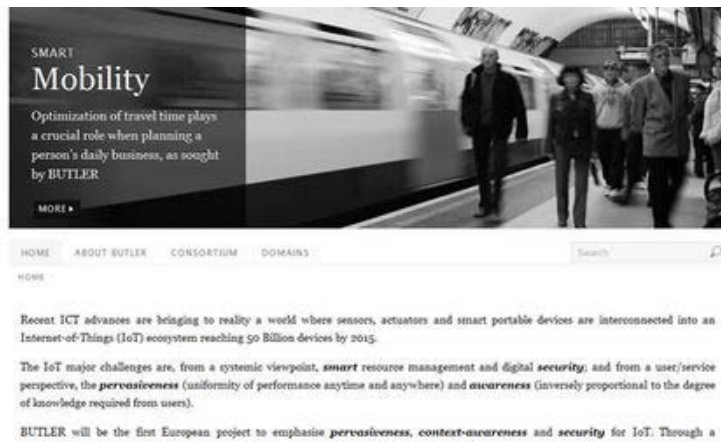 SMART
Mobility
Optimization of travel time plays
a crucial role when planning a
person's daily business, as sought
by BUTLER
MORE
HOME ABOUT BUTLER CONSORTIUM DOMAINS Search
HOME
Recent ICT advances are bringing to reality a world where sensors, actuators and smart portable devices are interconnected into an
Internet-of-Things (IoT) ecosystem reaching 50 Billion devices by 2015.
The IoT major challenges are, from a systemic viewpoint, smart resource management and digital security; and from a user/service
perspective, the pervasiveness (uniformity of performance anytime and anywhere) and awareness (inversely proportional to the degree
of knowledge required from users).
BUTLER will be the first European project to emphasise pervasiveness, context-awareness and security for IoT. Through a